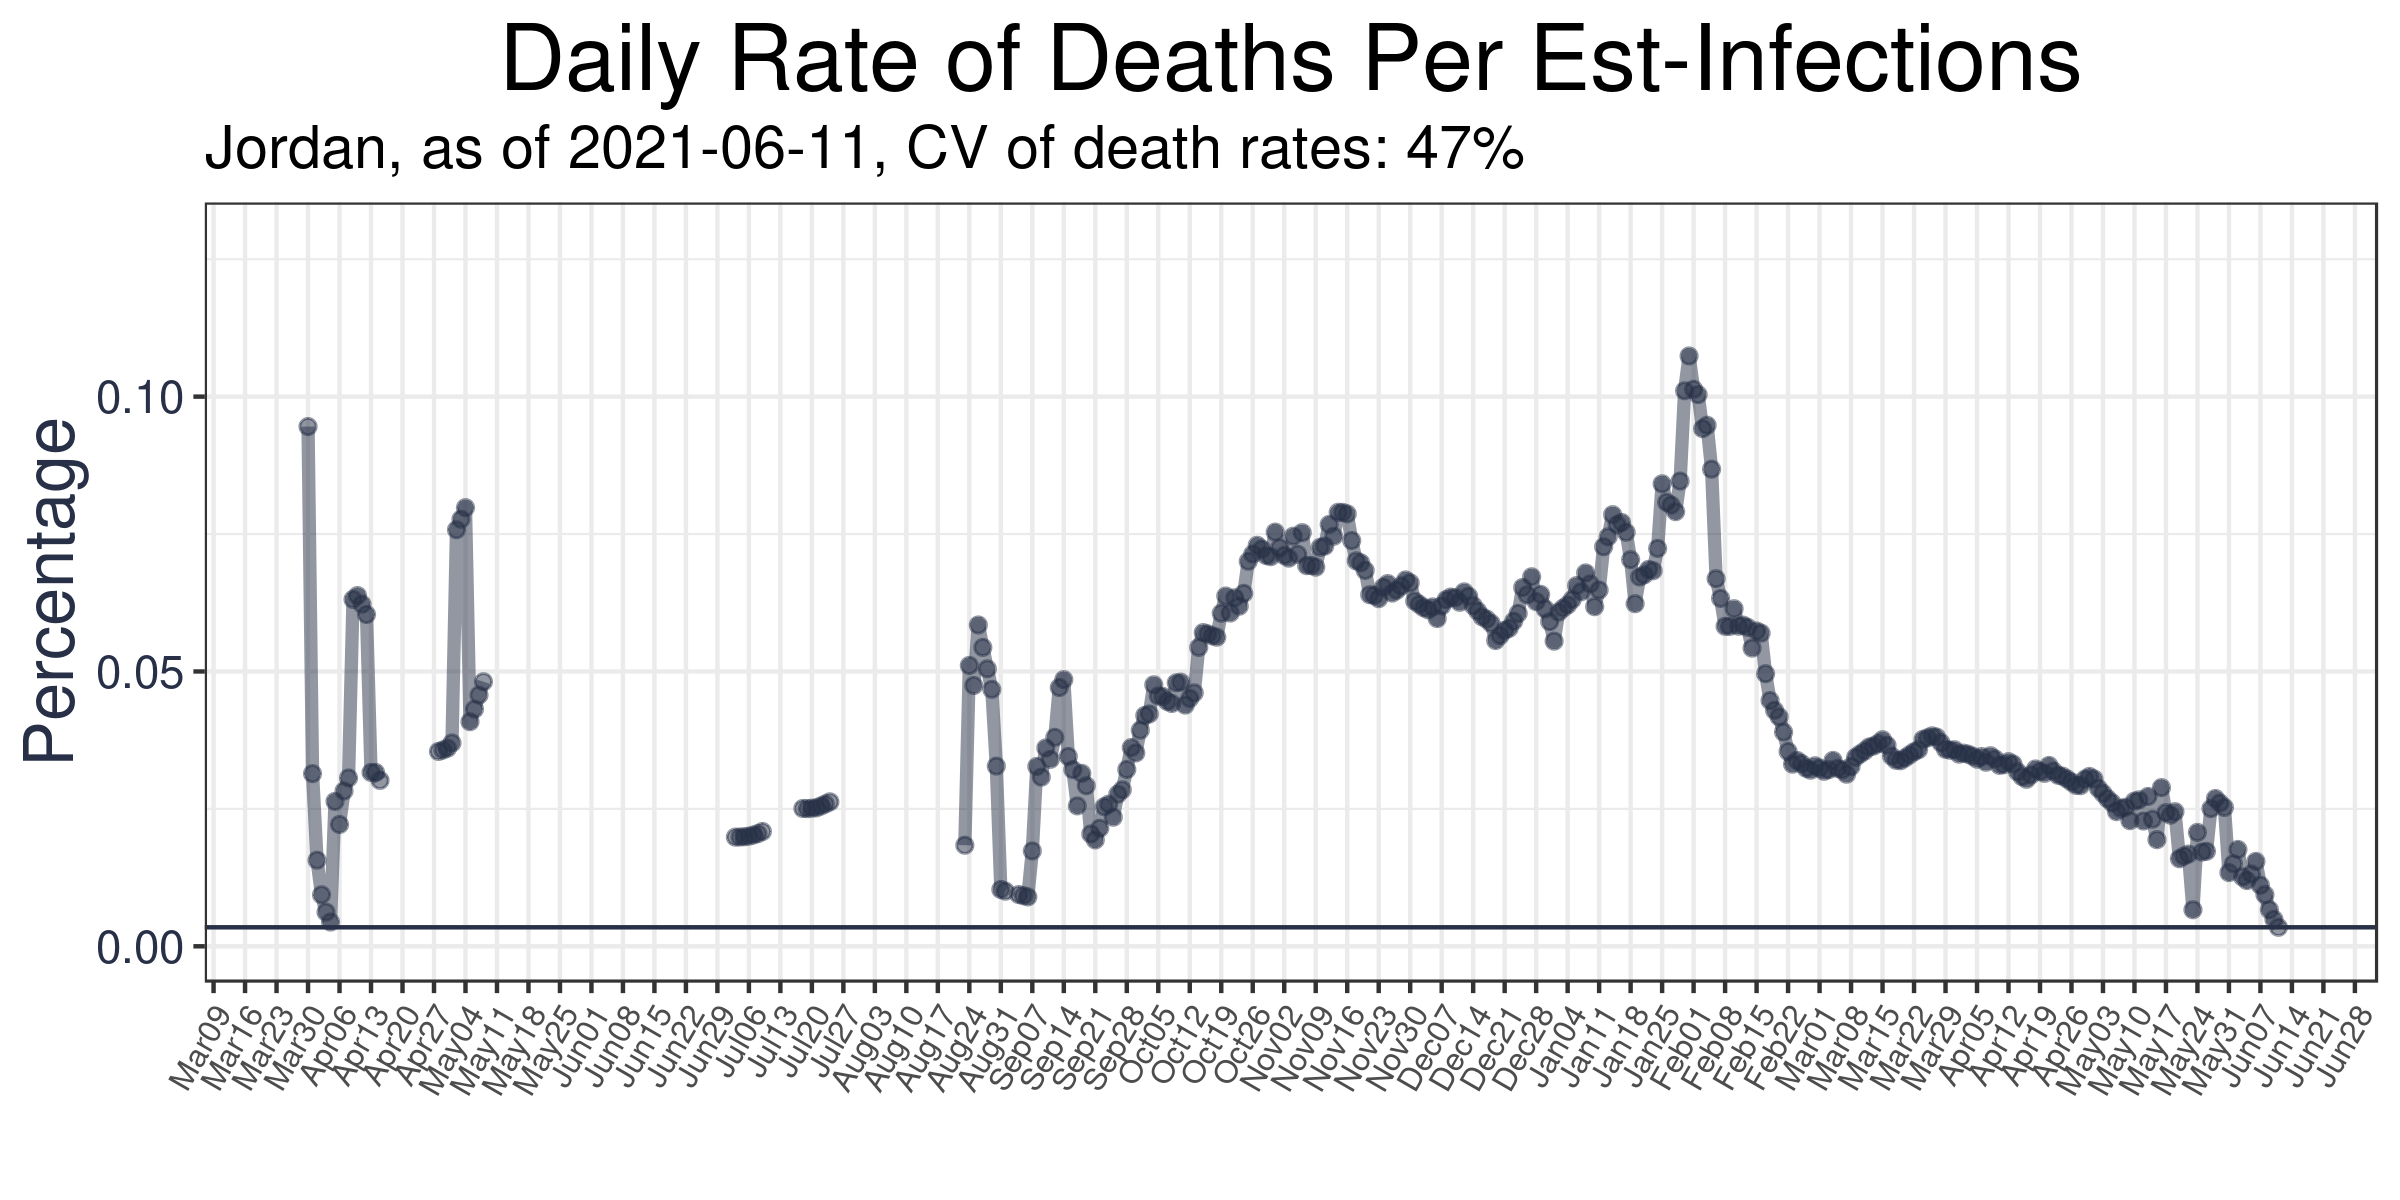 Daily Rate of Deaths Per Est-Infections
Jordan, as of 2021-06-11, CV of death rates: 47%
Percentage
0.10
0.05
0.00
Mar09
Mar16
Mar23
Mar30
Apr06
Apr13
Apr20
Apr27
May04
May11
May18
May25
Jun01
Jun08
Jun15
Jun22
Jun29
Jul06
Jul13
Jul20
Jul27
Aug03
Aug10
Aug17
Aug24
Aug31
Sep07
Sep14
Sep21
Sep28
Oct05
Oct12
Oct19
Oct26
Nov02
Nov09
Nov16
Nov23
Nov30
Dec07
Dec14
Dec21
Dec28
Jan04
Jan11
Jan18
Jan25
Feb01
Feb08
Feb15
Feb22
Mar01
Mar08
Mar15
Mar22
Mar29
Apr05
Apr12
Apr19
Apr26
May03
May10
May17
May24
May31
Jun07
Jun14
Jun21
Jun28